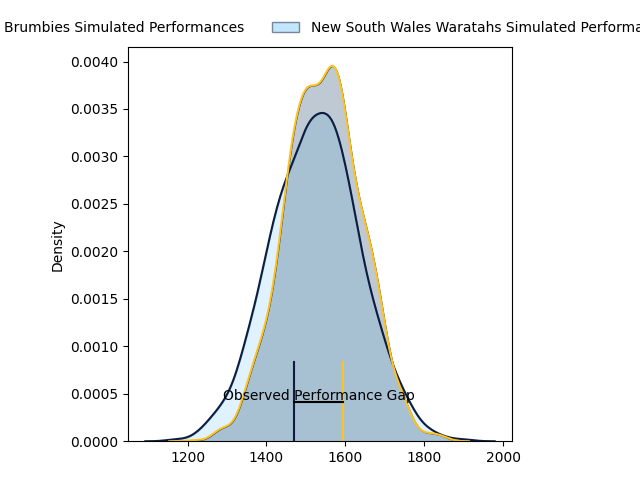 Brumbies Simulated Performances
New South Wales Waratahs Simulated
0.0040
0.0035
0.0030
0.0025
0.0020
0.0015
0.0010
0.0005
0.0000
Density
Observed Performance Gap
1200 1400 1600 1800 2000